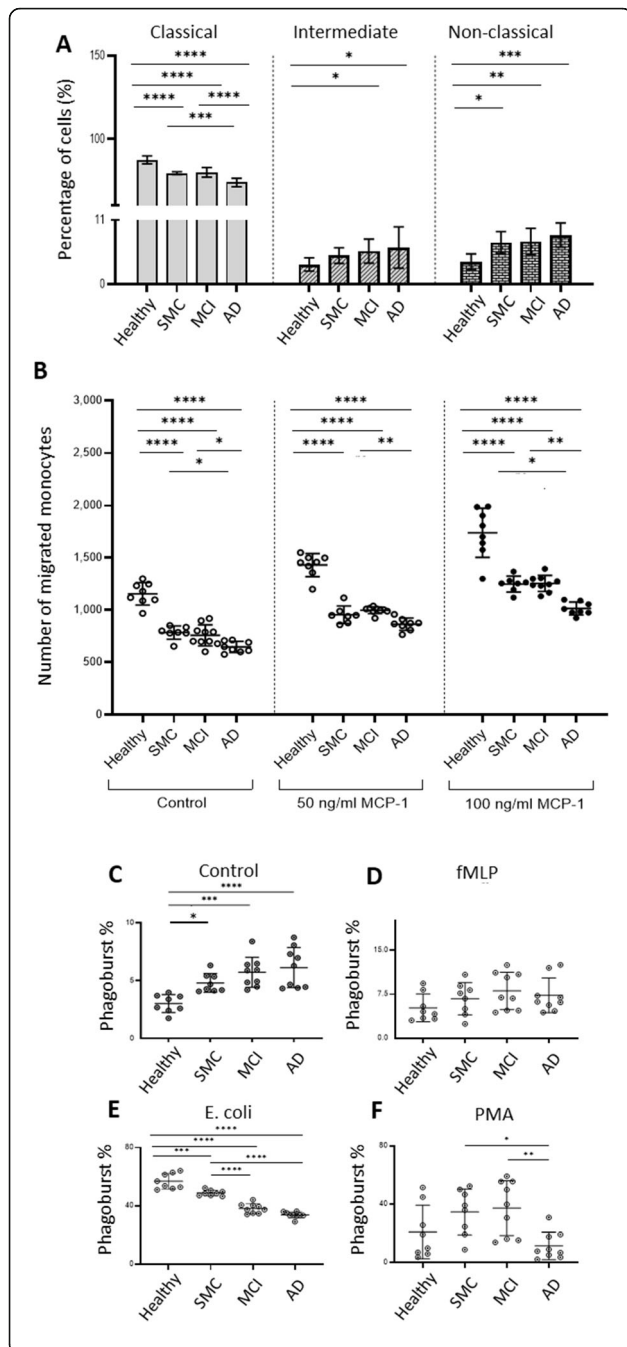 A
Classical Intermediate Non-classical
**** * ***
**** * **
**** **** *
***
Percentage of cells (%)
150
100
11
0
Healthy SMC MCI AD Healthy SMC MCI AD Healthy SMC MCI AD
B
Number of migrated monocytes
3,000
2,500
2,000
1,500
1,000
500
0
**** **** ****
**** **** ****
**** * **** ** **** **
* *
Healthy SMC MCI AD Healthy SMC MCI AD Healthy SMC MCI AD
Control 50 ng/ml MCP-1 100 ng/ml MCP-1
C Control
****
***
*
Phagoburst %
10
5
0
Healthy SMC MCI AD
D fMLP
Phagoburst %
15.0
7.5
0.0
Healthy SMC MCI AD
E E. coli
****
****
*** ****
****
Phagoburst %
80
40
0
Healthy SMC MCI AD
F PMA
*
**
Phagoburst %
80
40
0
Healthy SMC MCI AD